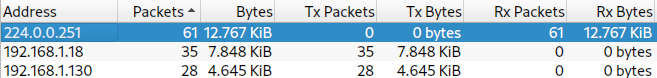 Address Packets Bytes Tx Packets Tx Bytes Rx Packets Rx Bytes
224.0.0.251 61 12.767 KiB 0 0 bytes 61 12.767 KiB
192.168.1.18 35 7.848 KiB 35 7.848 KiB 0 0 bytes
192.168.1.130 28 4.645 KiB 28 4.645 KiB 0 0 bytes